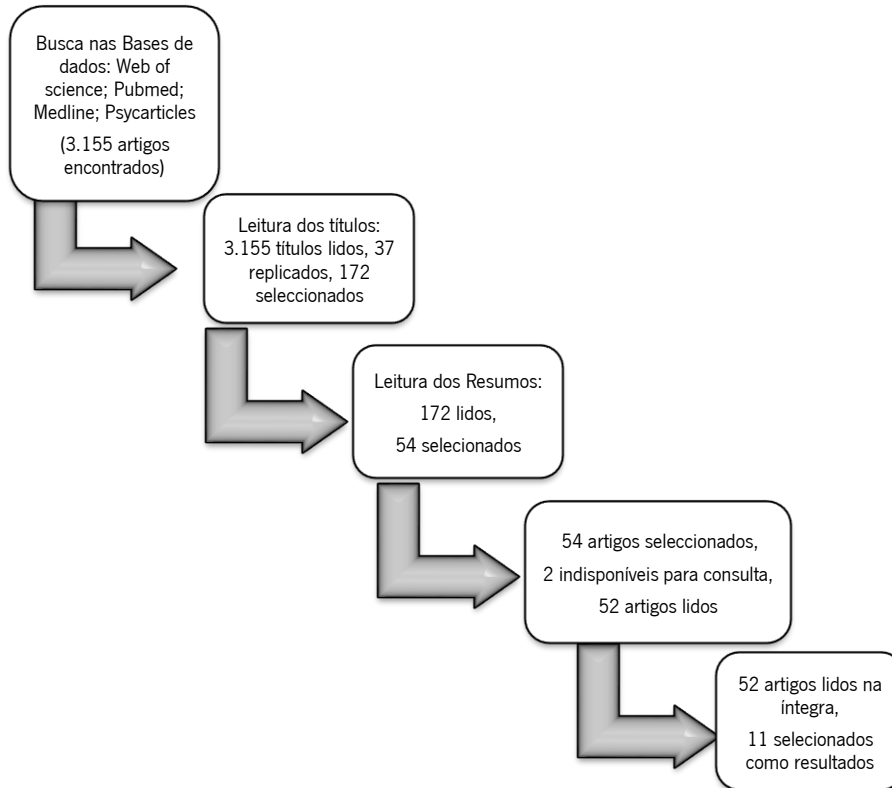 Busca nas Bases de
dados: Web of
science; Pubmed;
Medline; Psycarticles
(3.155 artigos
encontrados)
Leitura dos títulos:
3.155 títulos lidos, 37
replicados, 172
seleccionados
Leitura dos Resumos:
172 lidos,
54 selecionados
54 artigos seleccionados,
2 indisponíveis para consulta,
52 artigos lidos
52 artigos lidos na
íntegra,
11 selecionados
como resultados